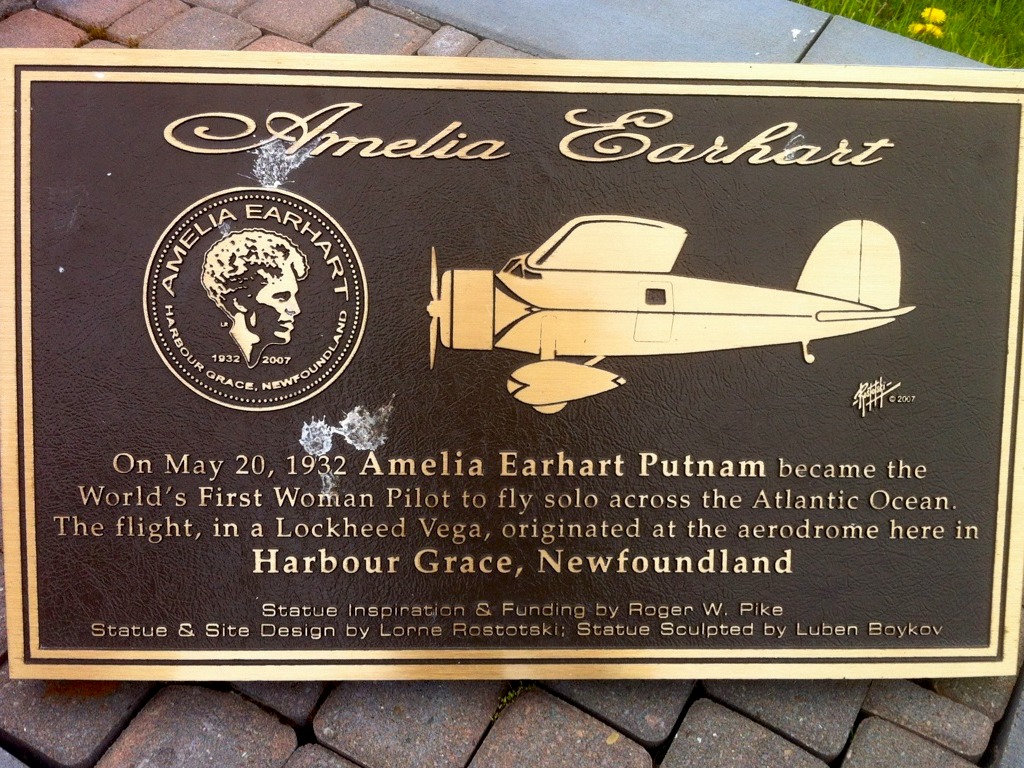 Amelia Earhart
AMELIA EARHART
LR
1932 2007
HARBOUR GRACE, NEWFOUNDLAND
© 2007
On May 20, 1932 Amelia Earhart Putnam became the
World's First Woman Pilot to fly solo across the Atlantic Ocean.
The flight, in a Lockheed Vega, originated at the aerodrome here in
Harbour Grace, Newfoundland
Statue Inspiration & Funding by Roger W. Pike
Statue & Site Design by Lorne Rostotski; Statue Sculpted by Luben Boykov